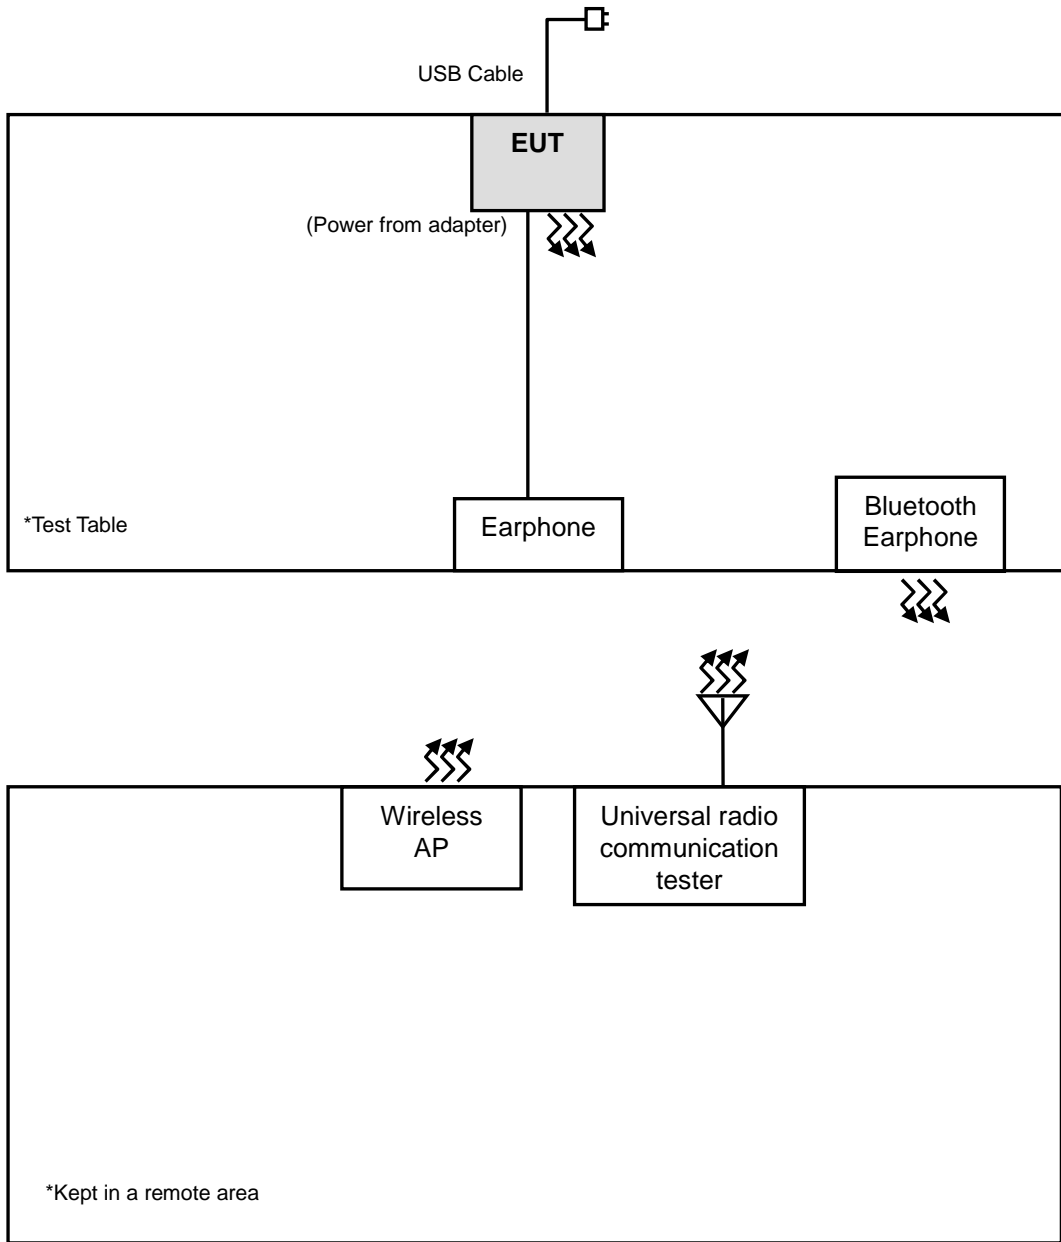 USB Cable
EUT
(Power from adapter)
*Test Table
Earphone
Bluetooth
Earphone
Wireless
AP
Universal radio
communication
tester
*Kept in a remote area